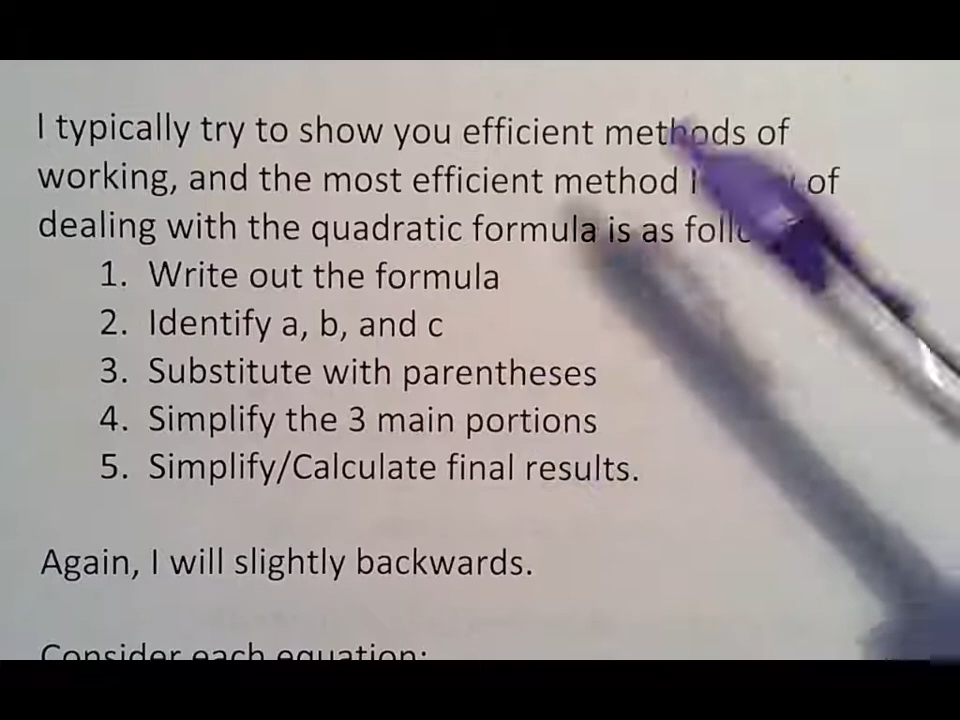 I typically try to show you efficient methods of
working, and the most efficient method I of
dealing with the quadratic formula is as
1. Write out the formula
2. Identify a, b, and c
3. Substitute with parentheses
4. Simplify the 3 main portions
5. Simplify/Calculate final results.
Again, I will slightly backwards.
Consider each equation: